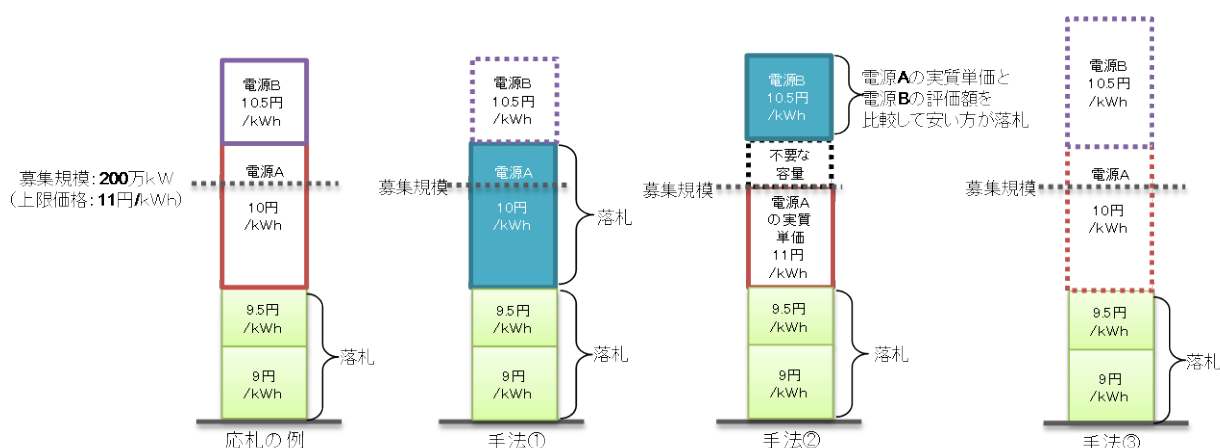 募集規模：200万kW
（上限価格：11円/kWh）
電源B
10.5円
/kWh
電源A
10円
/kWh
9.5円
/kWh
9円
/kWh
落札
応札の例
募集規模
電源B
10.5円
/kWh
電源A
10円
/kWh
落札
9.5円
/kWh
9円
/kWh
落札
手法①
募集規模
電源B
10.5円
/kWh
電源Aの実質単価と
電源Bの評価額を
比較して安い方が落札
不要な
容量
電源A
の実質
単価
11円
/kWh
9.5円
/kWh
9円
/kWh
落札
手法②
募集規模
電源B
10.5円
/kWh
電源A
10円
/kWh
9.5円
/kWh
9円
/kWh
落札
手法③